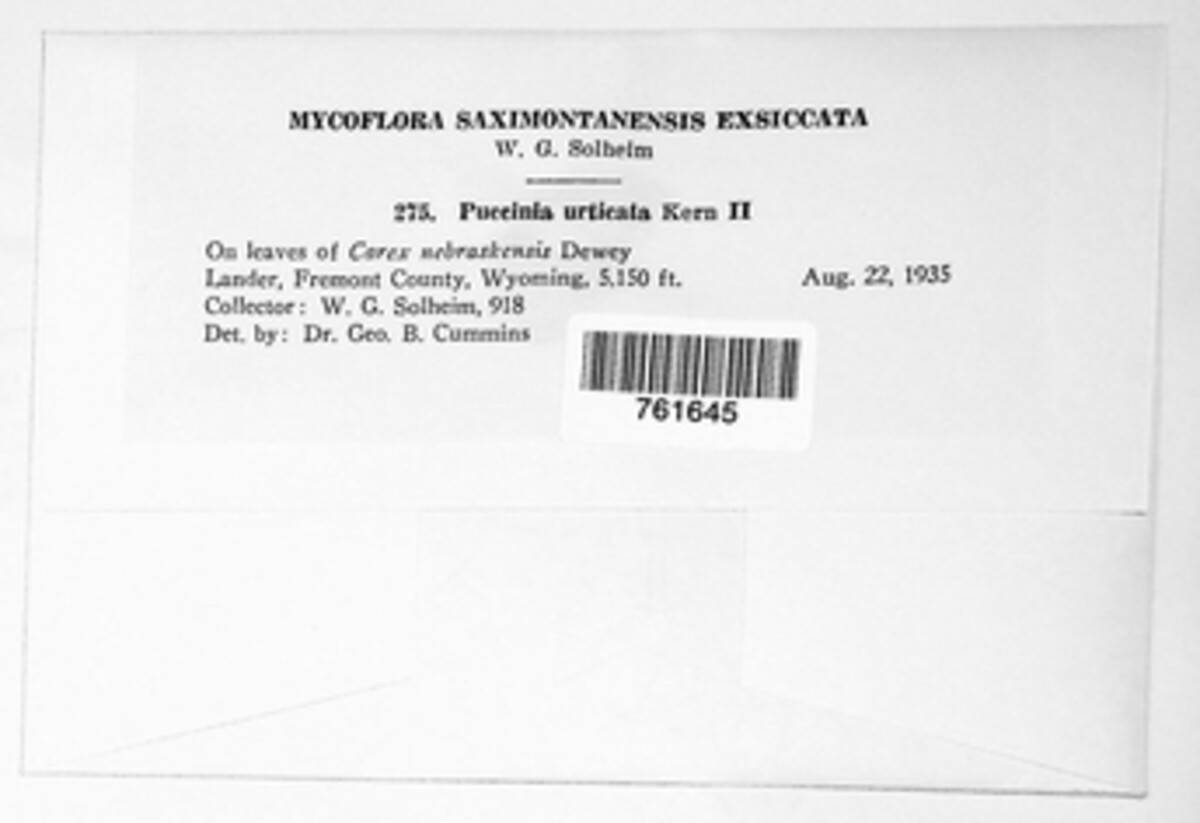 MYCOFLORA SAXIMONTANENSIS EXSICCATA
W. G. Solheim
275. Puccinia urticata Kern II
On leaves of Carex nebraskensis Dewey
Lander, Fremont County, Wyoming, 5,150 ft. Aug. 22, 1935
Collector: W. G. Solheim, 918
Det. by: Dr. Geo. B. Cummins
761645